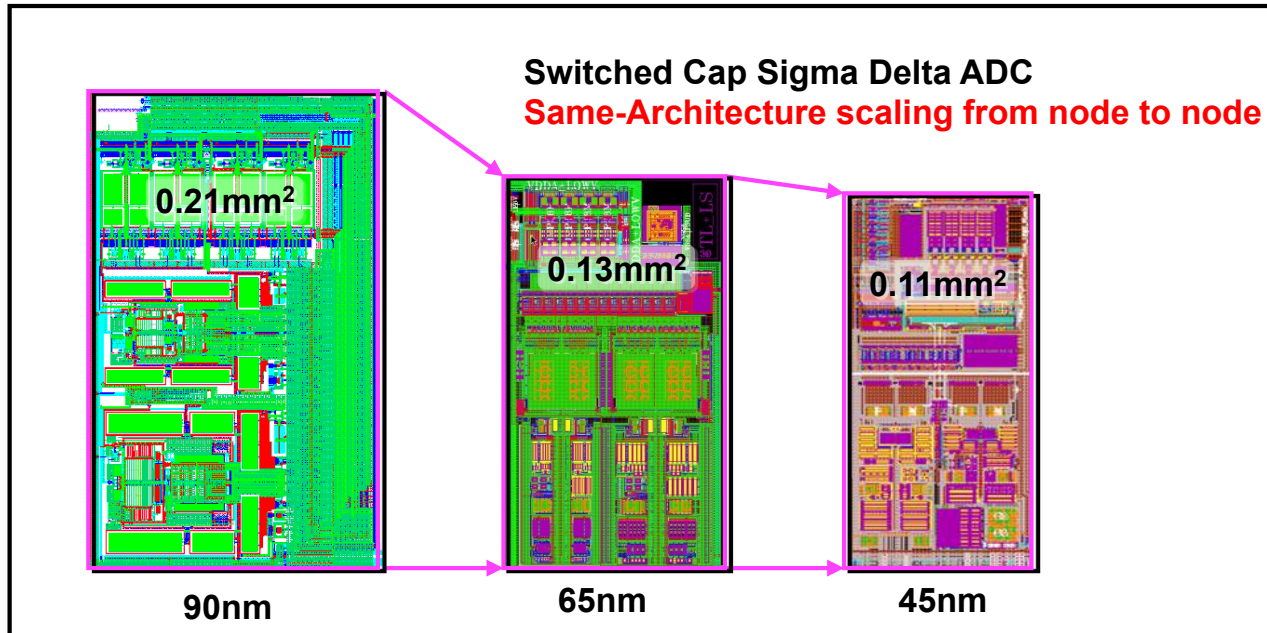 Switched Cap Sigma Delta ADC
Same-Architecture scaling from node to node
0.21mm²
0.13mm²
0.11mm²
90nm
65nm
45nm